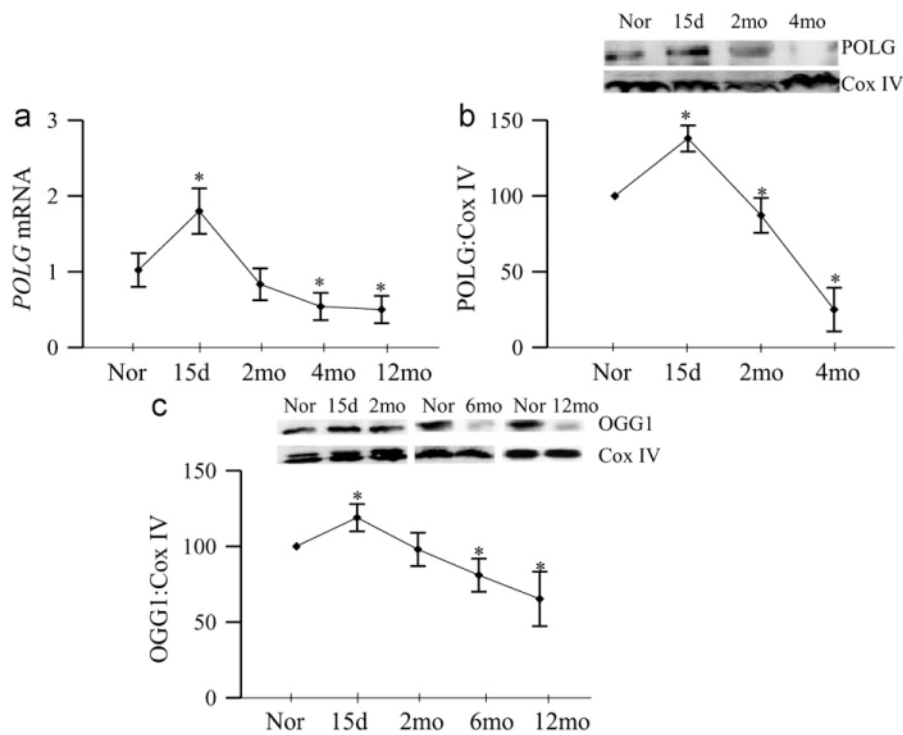 Nor 15d 2mo 4mo
POLG
Cox IV
a
3
2
1
0
POLG mRNA
*
*
*
Nor 15d 2mo 4mo 12mo
b
150
100
50
0
POLG:Cox IV
*
*
*
Nor 15d 2mo 4mo
c
Nor 15d 2mo Nor 6mo Nor 12mo
OGG1
Cox IV
150
100
50
0
OGG1:Cox IV
*
*
*
Nor 15d 2mo 6mo 12mo